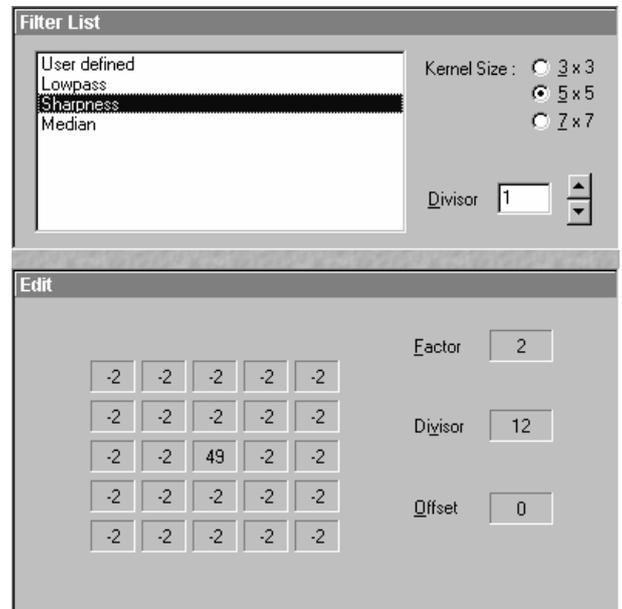 Filter List
User defined
Lowpass
Sharpness
Median
Kernel Size :
3 x 3
5 x 5
7 x 7
Divisor 1
Edit
-2 -2 -2 -2 -2
-2 -2 -2 -2 -2
-2 -2 49 -2 -2
-2 -2 -2 -2 -2
-2 -2 -2 -2 -2
Factor 2
Divisor 12
Offset 0